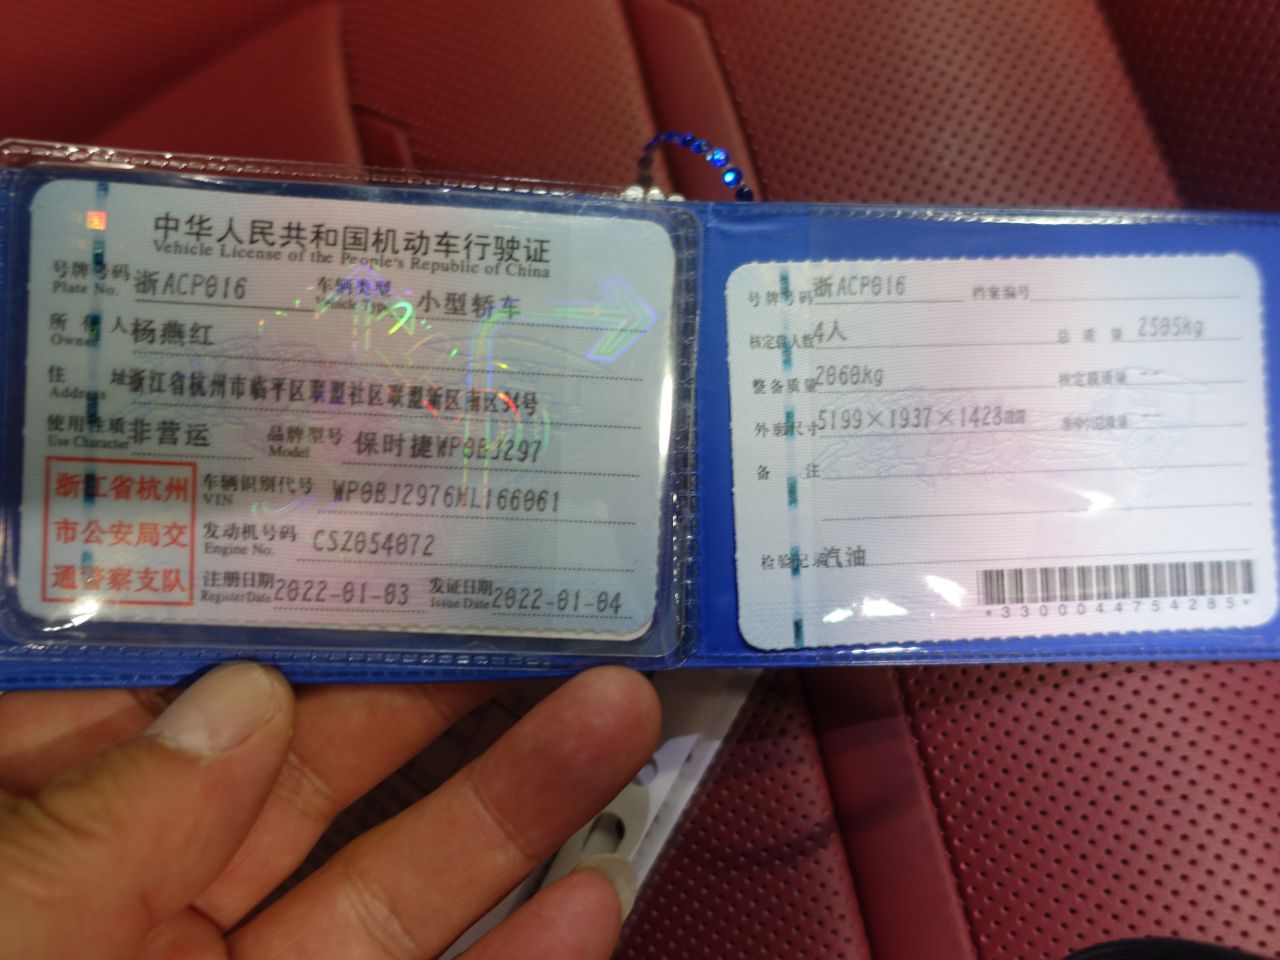 中华人民共和国机动车行驶证
Vehicle License of the People's Republic of China
号牌号码 浙ACP016 车辆类型 小型轿车
Plate No. Vehicle Type
所有人 杨燕红
Owner
住址 浙江省杭州市临平区联盟社区联盟新区南区 号
Address
使用性质 非营运 品牌型号 保时捷WP0BJ297
Use Character Model
浙江省杭州
市公安局交
通警察支队
车辆识别代号 WP0BJ2976ML166061
VIN
发动机号码 CSZ054072
Engine No.
注册日期 2022-01-03 发证日期 2022-01-04
Register Date Issue Date
号牌号码 浙ACP016 档案编号
核定载人数 4人 总质量 2505kg
整备质量 2060kg 核定载质量 --
外廓尺寸 5199×1937×1423mm 准牵引总质量 --
备注
检验记录 汽油
*3300044754285*